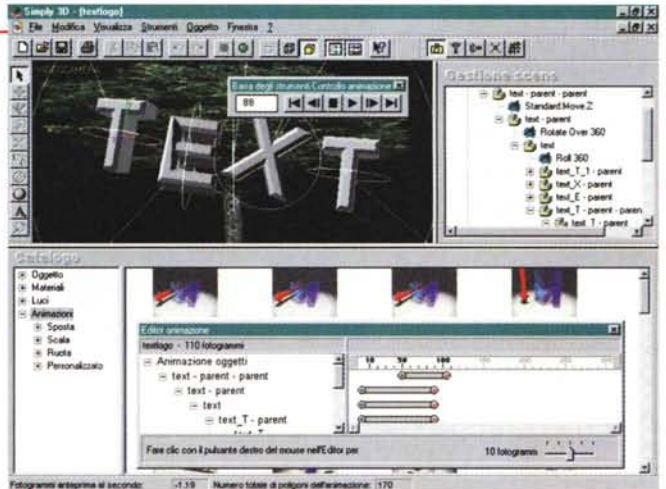 Simply 3D - [textlogo]
File Modifica Visualizza Strumenti Oggetto Finestra ?
TEXT
Barra degli strumenti Controllo animazione
88
Gestione scena
text - parent - parent
Standard Move Z
text - parent
Rotate Over 360
text
Roll 360
text_T_1 - parent
text_X - parent
text_E - parent
text_T - parent - paren
text_T - parent
Catalogo
Oggetto
Materiali
Luci
Animazioni
Sposta
Scala
Ruota
Personalizzato
Editor animazione
textlogo - 110 fotogrammi
Animazione oggetti
text - parent - parent
text - parent
text
text_T - parent
10 50 100
Fare clic con il pulsante destro del mouse nell'Editor per
10 fotogrammi
Fotogrammi anteprima al secondo: -1.19 Numero totale di poligoni dell'animazione: 170